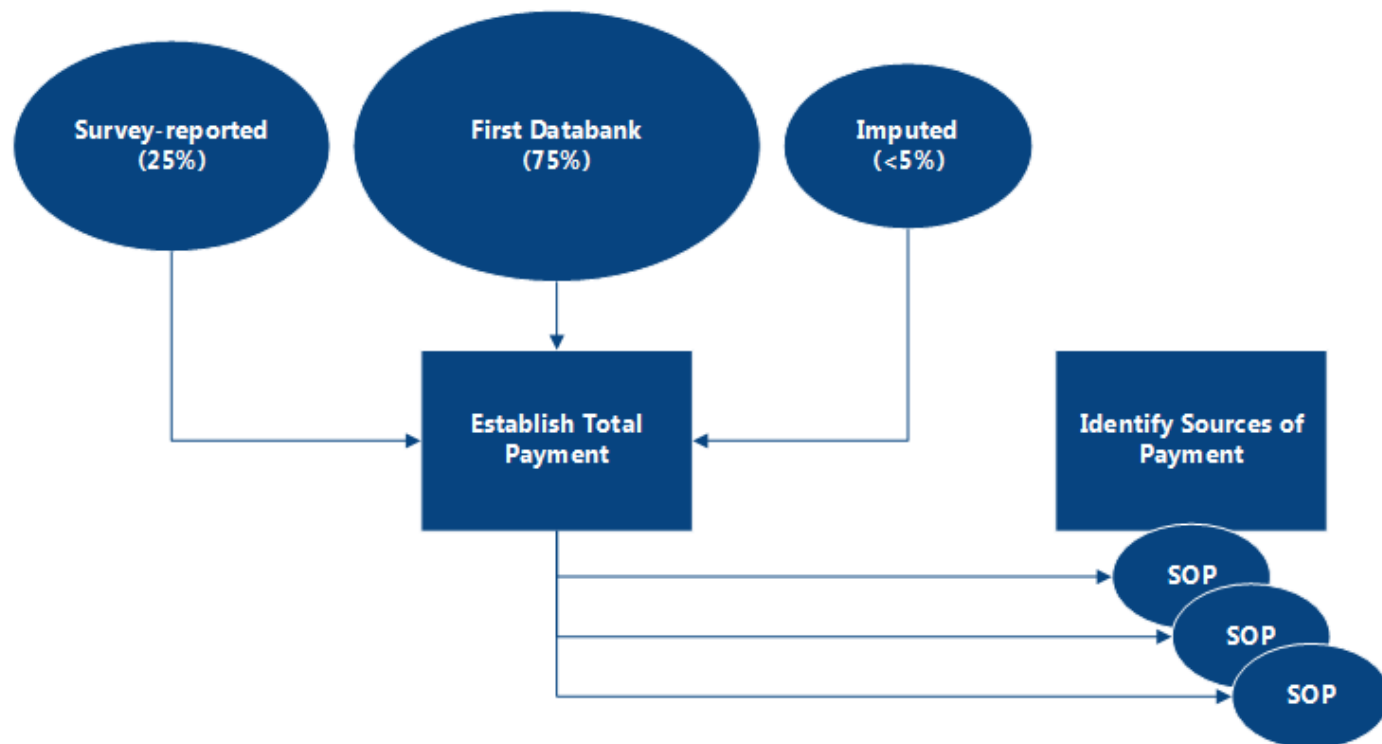 Survey-reported
(25%)
First Databank
(75%)
Imputed
(<5%)
Establish Total
Payment
Identify Sources of
Payment
SOP
SOP
SOP